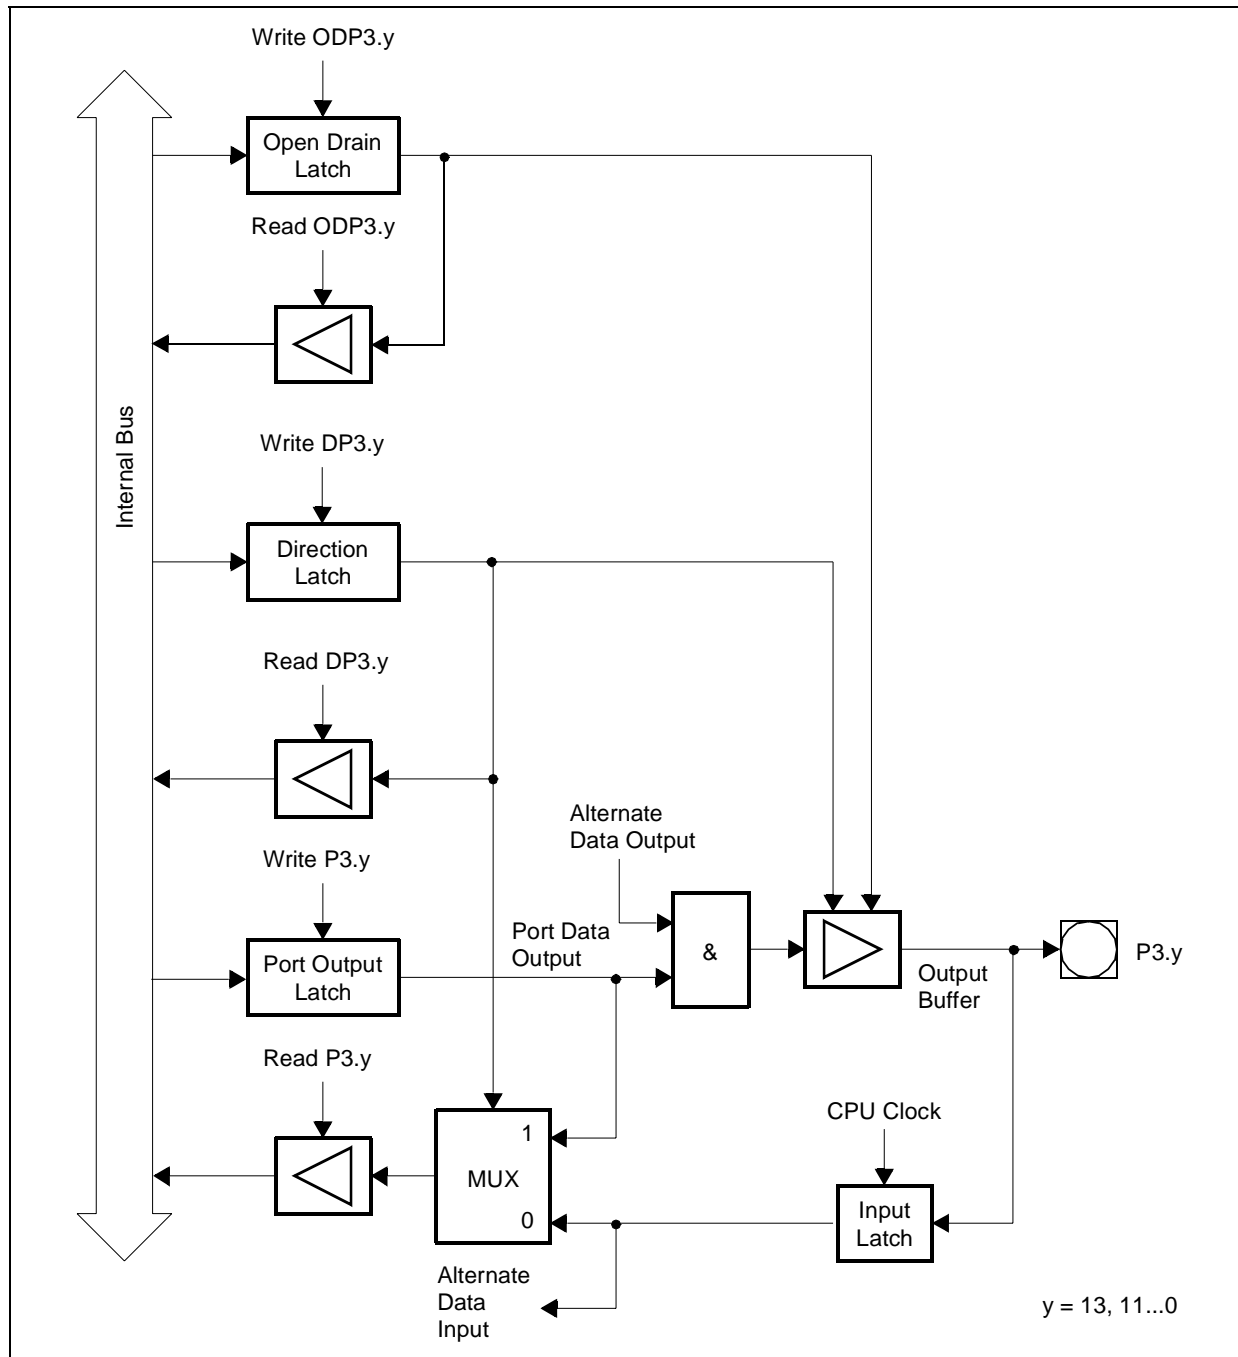 Write ODP3.y
Open Drain
Latch
Read ODP3.y
Internal Bus
Write DP3.y
Direction
Latch
Read DP3.y
Alternate
Data Output
Write P3.y
Port Data
Output
&
Port Output
Latch
P3.y
Output
Buffer
Read P3.y
CPU Clock
1
MUX
0
Input
Latch
Alternate
Data
Input
y = 13, 11...0